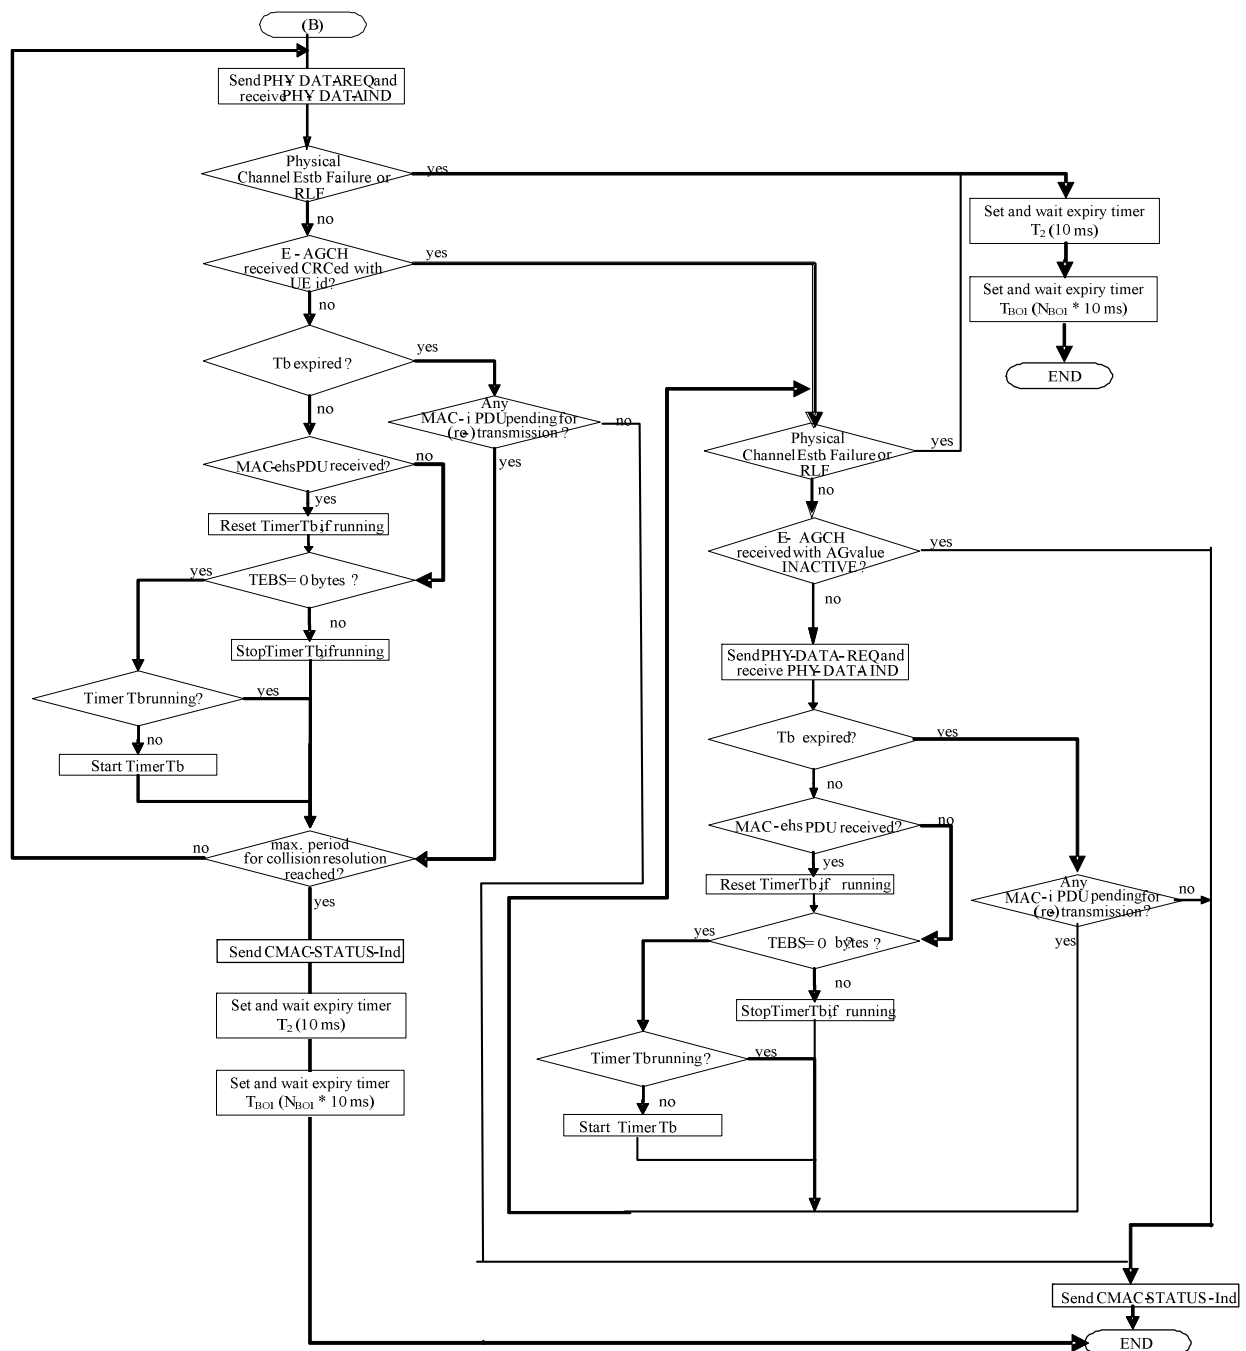 (B)
Send PHY-DATA-REQ and
receive PHY-DATA-IND
Physical
Channel Estb Failure or
RLF
yes
no
Set and wait expiry timer
T2 (10 ms)
Set and wait expiry timer
TBO1 (NBO1 * 10 ms)
END
E - AGCH
received CRCed with
UE id?
yes
no
Tb expired ?
yes
no
Any
MAC-i PDU pending for
(re-) transmission ?
no
yes
MAC-ehs PDU received?
no
yes
Reset Timer Tb, if running
TEBS = 0 bytes ?
yes
no
Stop Timer Tb, if running
Timer Tb running?
yes
no
Start Timer Tb
max. period
for collision resolution
reached?
no
yes
Send CMAC-STATUS-Ind
Set and wait expiry timer
T2 (10 ms)
Set and wait expiry timer
TBO1 (NBO1 * 10 ms)
Physical
Channel Estb Failure or
RLF
yes
no
E- AGCH
received with AG value
INACTIVE?
yes
no
Send PHY-DATA-REQ and
receive PHY-DATA-IND
Tb expired?
yes
no
MAC-ehs PDU received?
no
yes
Reset Timer Tb, if running
Any
MAC-i PDU pending for
(re-) transmission?
no
yes
TEBS = 0 bytes ?
yes
no
Stop Timer Tb, if running
Timer Tb running?
yes
no
Start Timer Tb
Send CMAC-STATUS-Ind
END